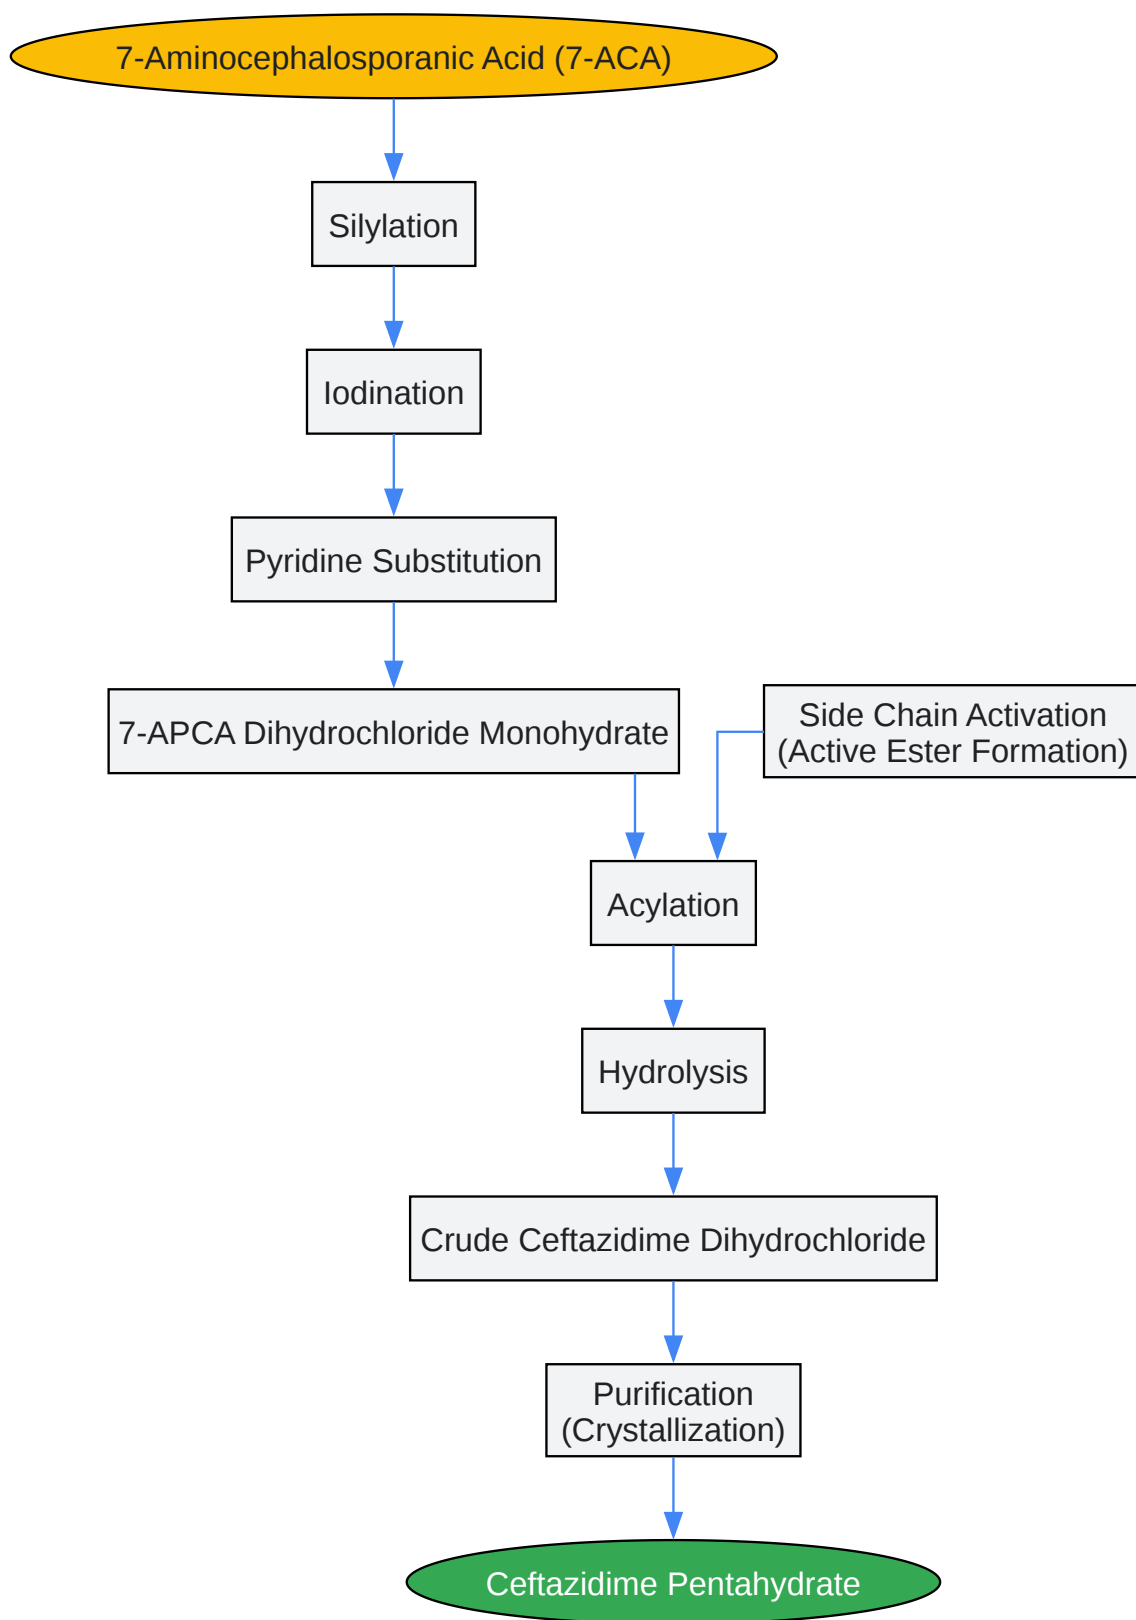 7-Aminocephalosporanic Acid (7-ACA)
Silylation
Iodination
Pyridine Substitution
7-APCA Dihydrochloride Monohydrate
Side Chain Activation
(Active Ester Formation)
Acylation
Hydrolysis
Crude Ceftazidime Dihydrochloride
Purification
(Crystallization)
Ceftazidime Pentahydrate